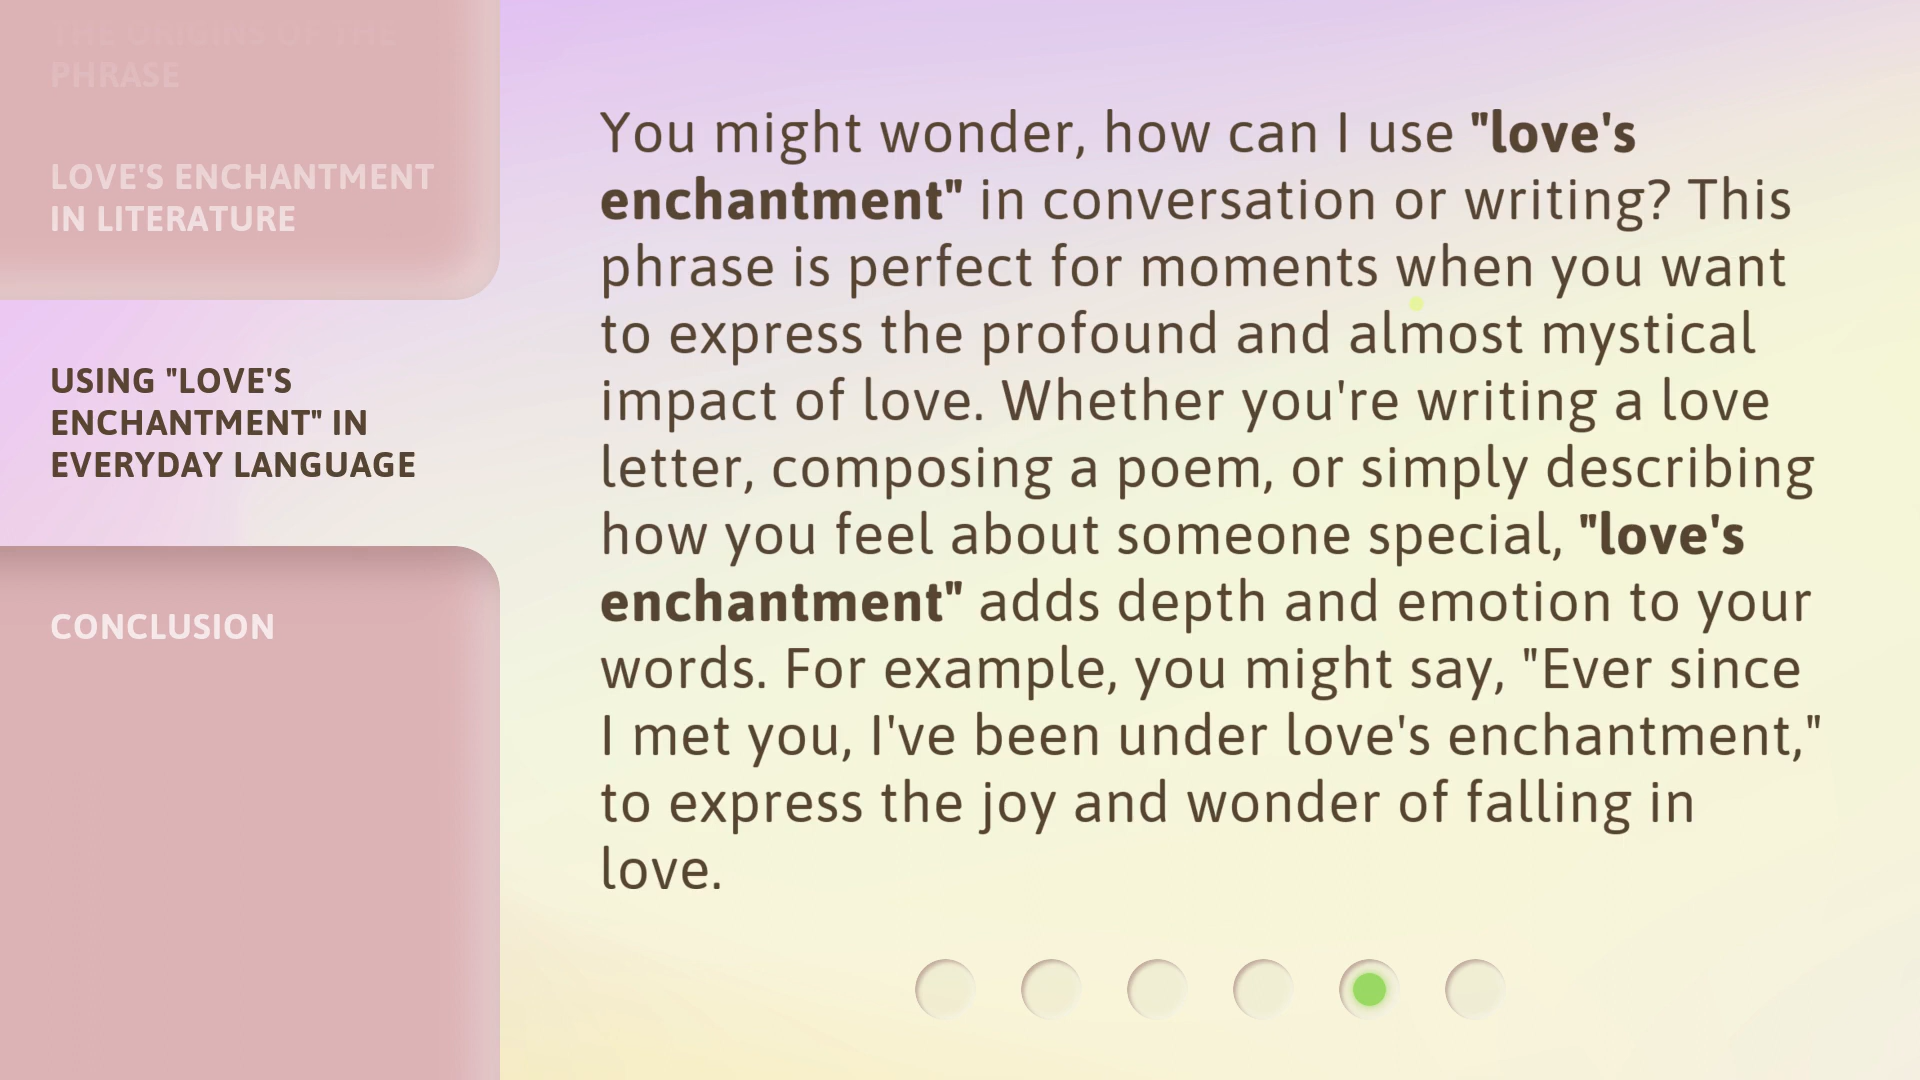 THE ORIGINS OF THE
PHRASE
LOVE'S ENCHANTMENT
IN LITERATURE
USING "LOVE'S
ENCHANTMENT" IN
EVERYDAY LANGUAGE
CONCLUSION
You might wonder, how can I use "love's
enchantment" in conversation or writing? This
phrase is perfect for moments when you want
to express the profound and almost mystical
impact of love. Whether you're writing a love
letter, composing a poem, or simply describing
how you feel about someone special, "love's
enchantment" adds depth and emotion to your
words. For example, you might say, "Ever since
I met you, I've been under love's enchantment,"
to express the joy and wonder of falling in
love.